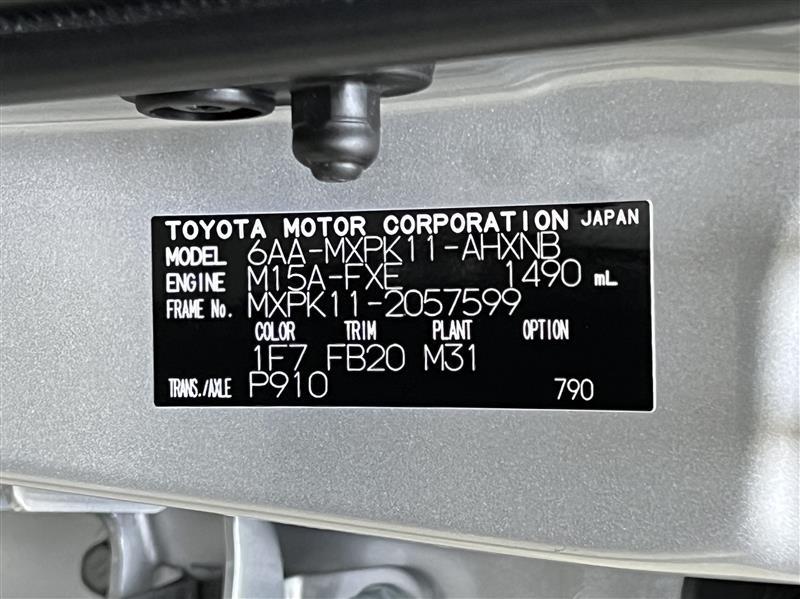 TOYOTA MOTOR CORPORATION JAPAN
MODEL 6AA-MXPK11-AHXNB
ENGINE M15A-FXE 1490 mL
FRAME No. MXPK11-2057599
COLOR TRIM PLANT OPTION
1F7 FB20 M31
TRANS./AXLE P910 790